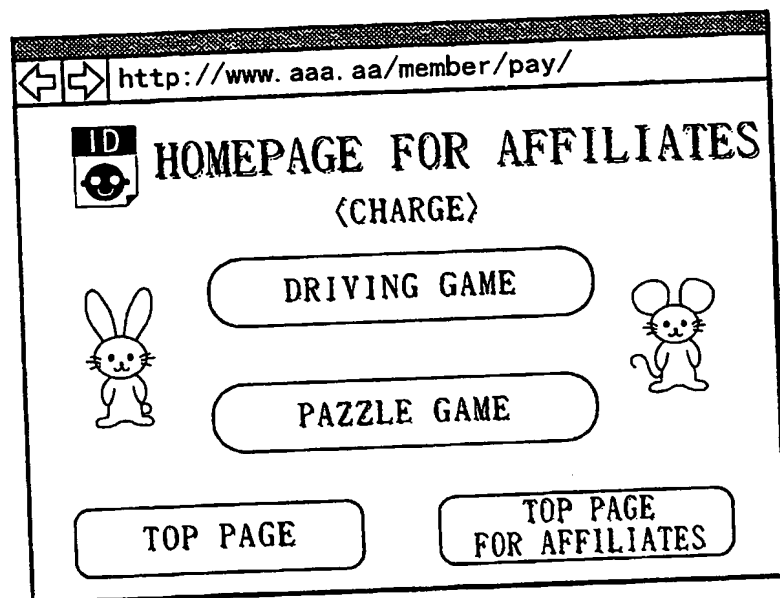 http://www.aaa.aa/member/pay/
ID
HOMEPAGE FOR AFFILIATES
〈CHARGE〉
DRIVING GAME
PAZZLE GAME
TOP PAGE
TOP PAGE
FOR AFFILIATES